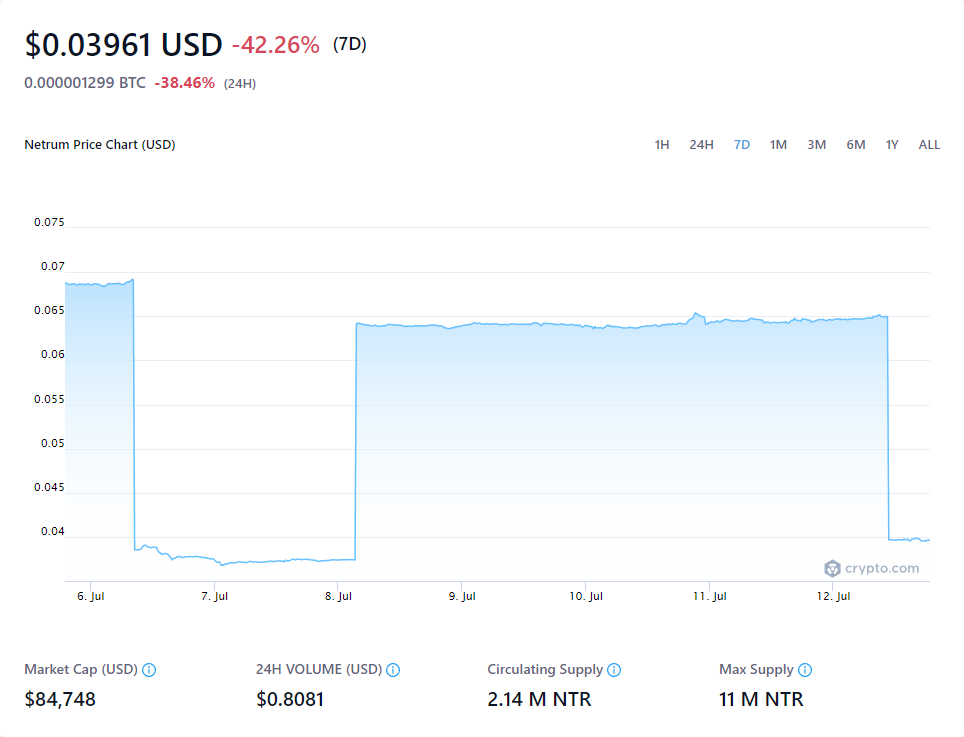 $0.03961 USD -42.26% (7D)
0.000001299 BTC -38.46% (24H)
Netrum Price Chart (USD) 1H 24H 7D 1M 3M 6M 1Y ALL
0.075
0.07
0.065
0.06
0.055
0.05
0.045
0.04
crypto.com
6. Jul 7. Jul 8. Jul 9. Jul 10. Jul 11. Jul 12. Jul
Market Cap (USD) 24H VOLUME (USD) Circulating Supply Max Supply
$84,748 $0.8081 2.14 M NTR 11 M NTR